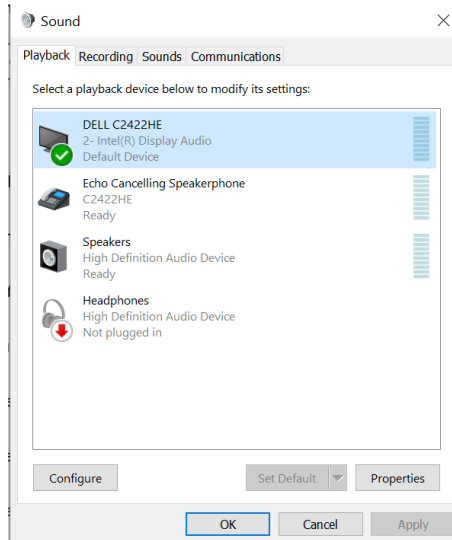 Sound
Playback Recording Sounds Communications
Select a playback device below to modify its settings:
DELL C2422HE
2- Intel(R) Display Audio
Default Device
Echo Cancelling Speakerphone
C2422HE
Ready
Speakers
High Definition Audio Device
Ready
Headphones
High Definition Audio Device
Not plugged in
Configure Set Default Properties
OK Cancel Apply